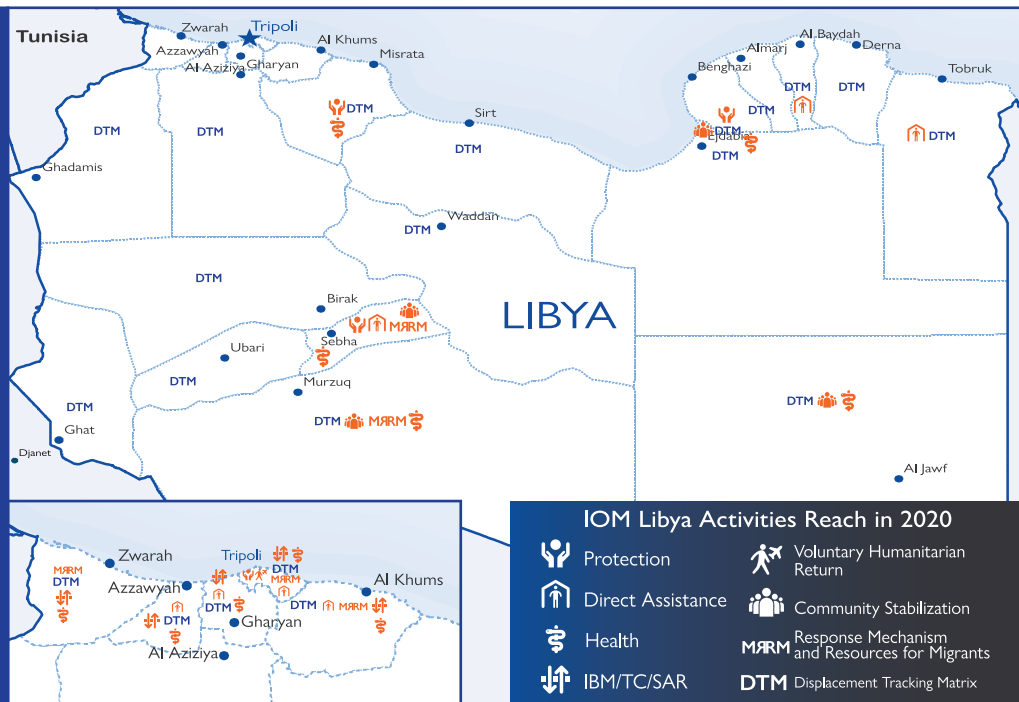 Tunisia
Zwarah
Tripoli
Azzawyah
Al Khums
Al Aziziya
Gharyan
Misrata
Al Baydah
Almarj
Derna
Benghazi
Tobruk
DTM
DTM
DTM
DTM
DTM
DTM
DTM
DTM
Sirt
DTM
Ejdabia
DTM
Ghadamis
Waddan
DTM
DTM
Birak
LIBYA
MRRM
Sebha
Ubari
DTM
Murzuq
DTM
DTM
MRRM
DTM
Ghat
Djanet
Al Jawf
Zwarah
Tripoli
MRRM
DTM
Azzawyah
DTM
MRRM
Al Khums
DTM
DTM
DTM
MRRM
Gharyan
Al Aziziya
IOM Libya Activities Reach in 2020
Protection
Direct Assistance
Health
IBM/TC/SAR
Voluntary Humanitarian
Return
Community Stabilization
MRRM Response Mechanism
and Resources for Migrants
DTM Displacement Tracking Matrix